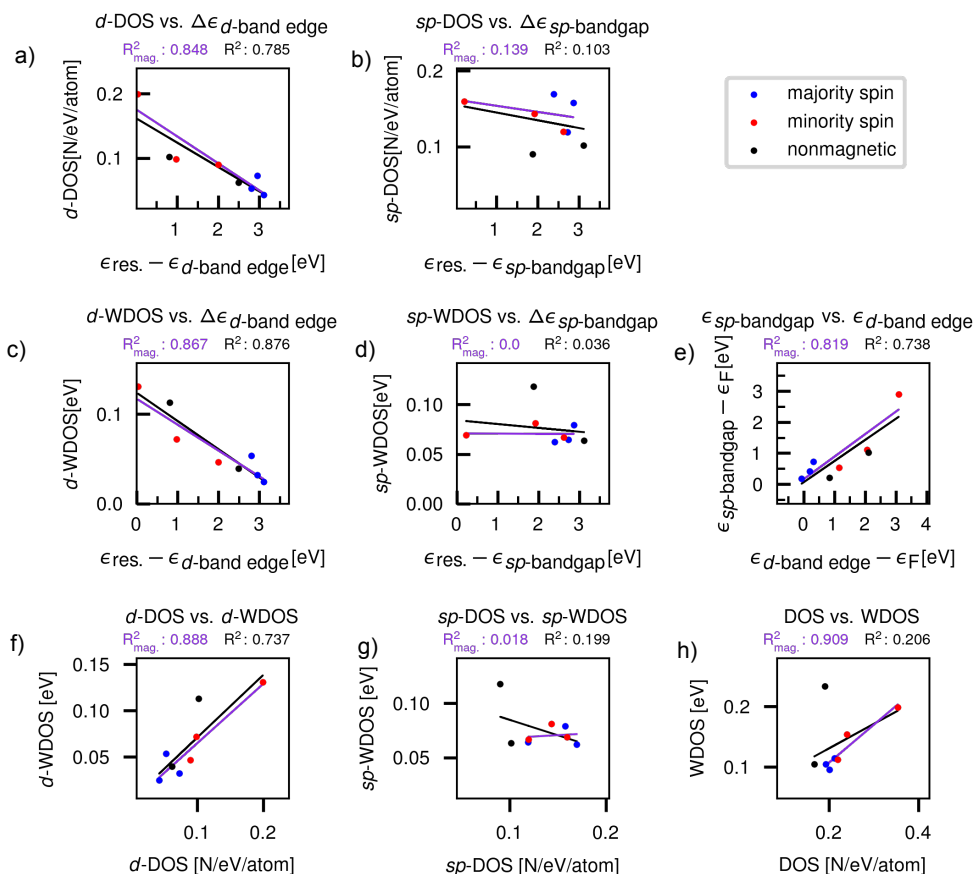 d-DOS vs. Δϵd-band edge
R²mag.: 0.848 R²: 0.785
a)
d-DOS[N/eV/atom]
0.2
0.1
1 2 3
ϵres. − ϵd-band edge[eV]
sp-DOS vs. Δϵsp-bandgap
R²mag.: 0.139 R²: 0.103
b)
sp-DOS[N/eV/atom]
0.2
0.1
1 2 3
ϵres. − ϵsp-bandgap[eV]
majority spin
minority spin
nonmagnetic
d-WDOS vs. Δϵd-band edge
R²mag.: 0.867 R²: 0.876
c)
d-WDOS[eV]
0.1
0.0
0 1 2 3
ϵres. − ϵd-band edge[eV]
sp-WDOS vs. Δϵsp-bandgap
R²mag.: 0.0 R²: 0.036
d)
sp-WDOS[eV]
0.10
0.05
0.00
0 1 2 3
ϵres. − ϵsp-bandgap[eV]
ϵsp-bandgap vs. ϵd-band edge
R²mag.: 0.819 R²: 0.738
e)
ϵsp-bandgap − ϵF[eV]
3
2
1
0
0 1 2 3 4
ϵd-band edge − ϵF[eV]
d-DOS vs. d-WDOS
R²mag.: 0.888 R²: 0.737
f)
d-WDOS [eV]
0.15
0.10
0.05
0.1 0.2
d-DOS [N/eV/atom]
sp-DOS vs. sp-WDOS
R²mag.: 0.018 R²: 0.199
g)
sp-WDOS [eV]
0.10
0.05
0.1 0.2
sp-DOS [N/eV/atom]
DOS vs. WDOS
R²mag.: 0.909 R²: 0.206
h)
WDOS [eV]
0.2
0.1
0.2 0.4
DOS [N/eV/atom]